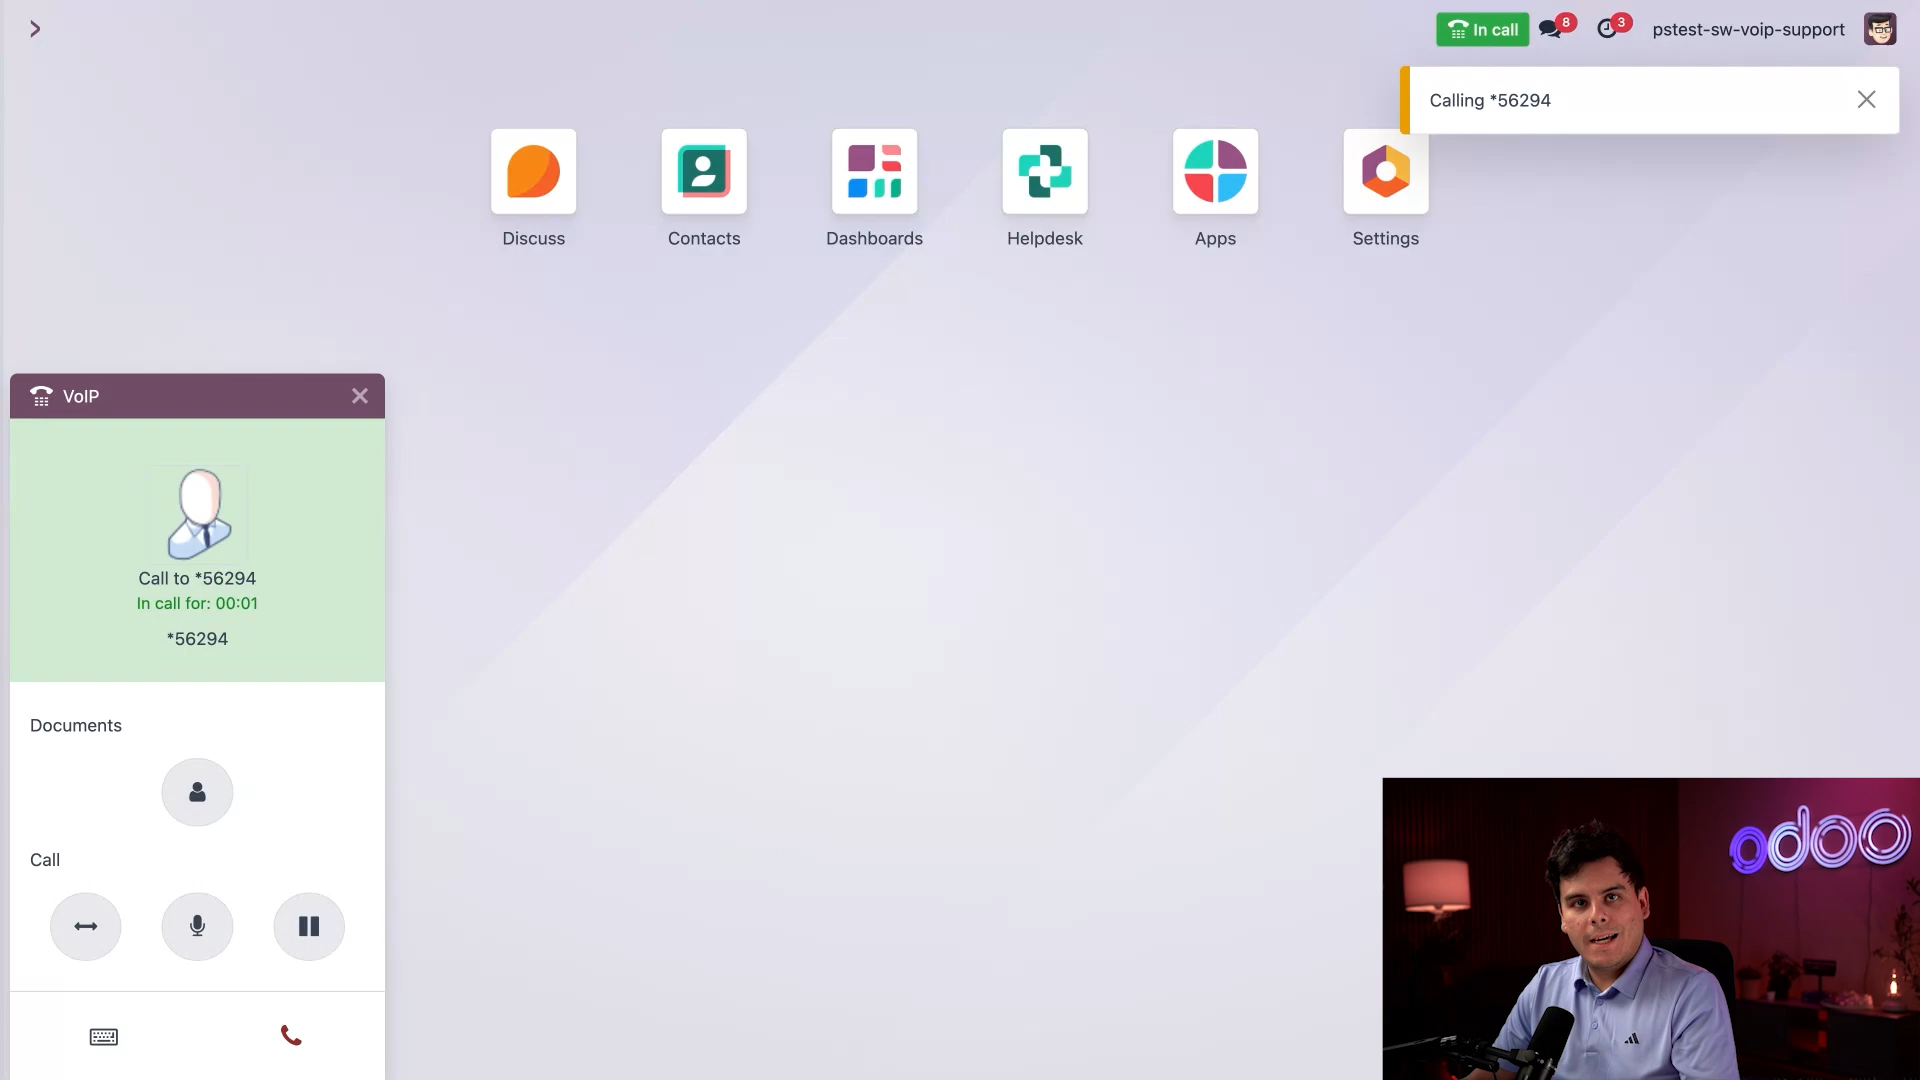 In call
8
3
pstest-sw-voip-support
Calling *56294
Discuss
Contacts
Dashboards
Helpdesk
Apps
Settings
VoIP
Call to *56294
In call for: 00:01
*56294
Documents
Call
odoo